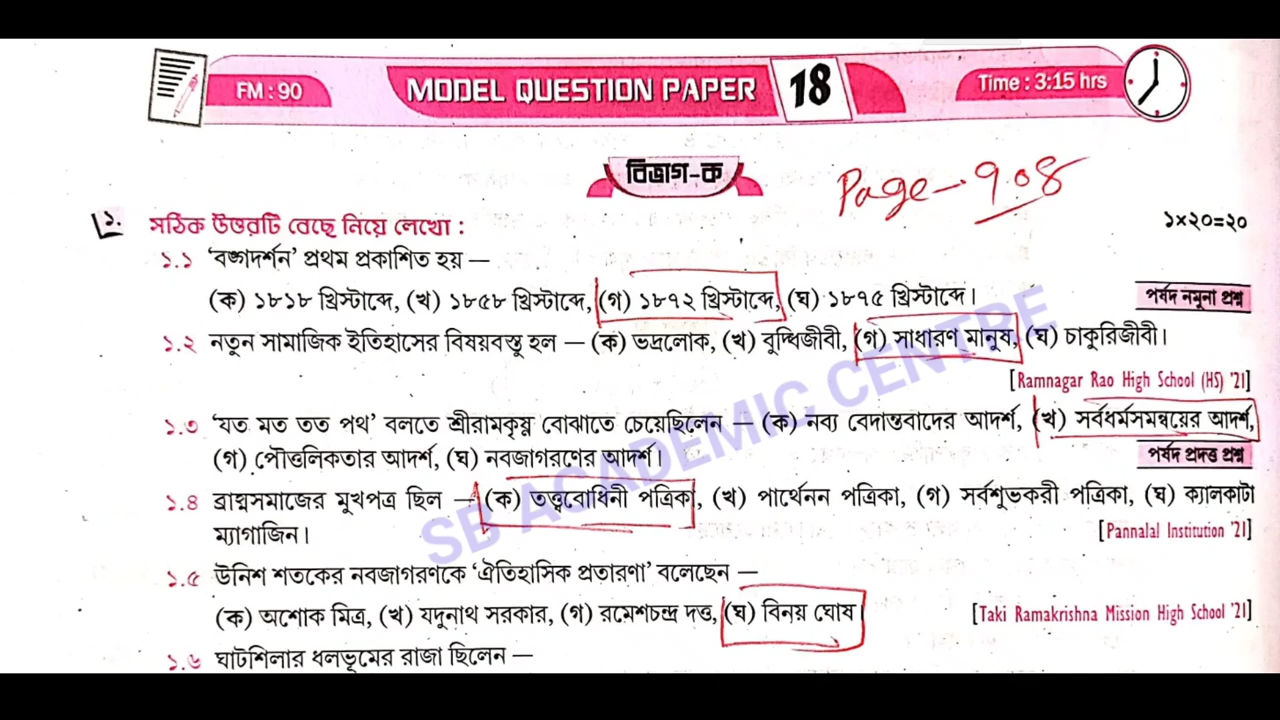 FM : 90
MODEL QUESTION PAPER
18
Time : 3:15 hrs
বিভাগ-ক
Page - 708
১. সঠিক উত্তরটি বেছে নিয়ে লেখো : ১×২০=২০
১.১ ‘বঙ্গদর্শন’ প্রথম প্রকাশিত হয় —
(ক) ১৮১৮ খ্রিস্টাব্দে, (খ) ১৮৫৮ খ্রিস্টাব্দে, (গ) ১৮৭২ খ্রিস্টাব্দে, (ঘ) ১৮৭৫ খ্রিস্টাব্দে। পর্ষদ নমুনা প্রশ্ন
১.২ নতুন সামাজিক ইতিহাসের বিষয়বস্তু হল — (ক) ভদ্রলোক, (খ) বুদ্ধিজীবী, (গ) সাধারণ মানুষ, (ঘ) চাকুরিজীবী।
[Ramnagar Rao High School (HS) '21]
১.৩ ‘যত মত তত পথ’ বলতে শ্রীরামকৃষ্ণ বোঝাতে চেয়েছিলেন — (ক) নব্য বেদান্তবাদের আদর্শ, (খ) সর্বধর্মসমন্বয়ের আদর্শ,
(গ) পৌত্তলিকতার আদর্শ, (ঘ) নবজাগরণের আদর্শ। পর্ষদ প্রদত্ত প্রশ্ন
১.৪ ব্রাহ্মসমাজের মুখপত্র ছিল — (ক) তত্ত্ববোধিনী পত্রিকা, (খ) পার্থেনন পত্রিকা, (গ) সর্বশুভকরী পত্রিকা, (ঘ) ক্যালকাটা
ম্যাগাজিন। [Pannalal Institution '21]
১.৫ উনিশ শতকের নবজাগরণকে ‘ঐতিহাসিক প্রতারণা’ বলেছেন —
(ক) অশোক মিত্র, (খ) যদুনাথ সরকার, (গ) রমেশচন্দ্র দত্ত, (ঘ) বিনয় ঘোষ। [Taki Ramakrishna Mission High School '21]
১.৬ ঘাটশিলার ধলভূমের রাজা ছিলেন —
SB ACADEMIC CENTRE